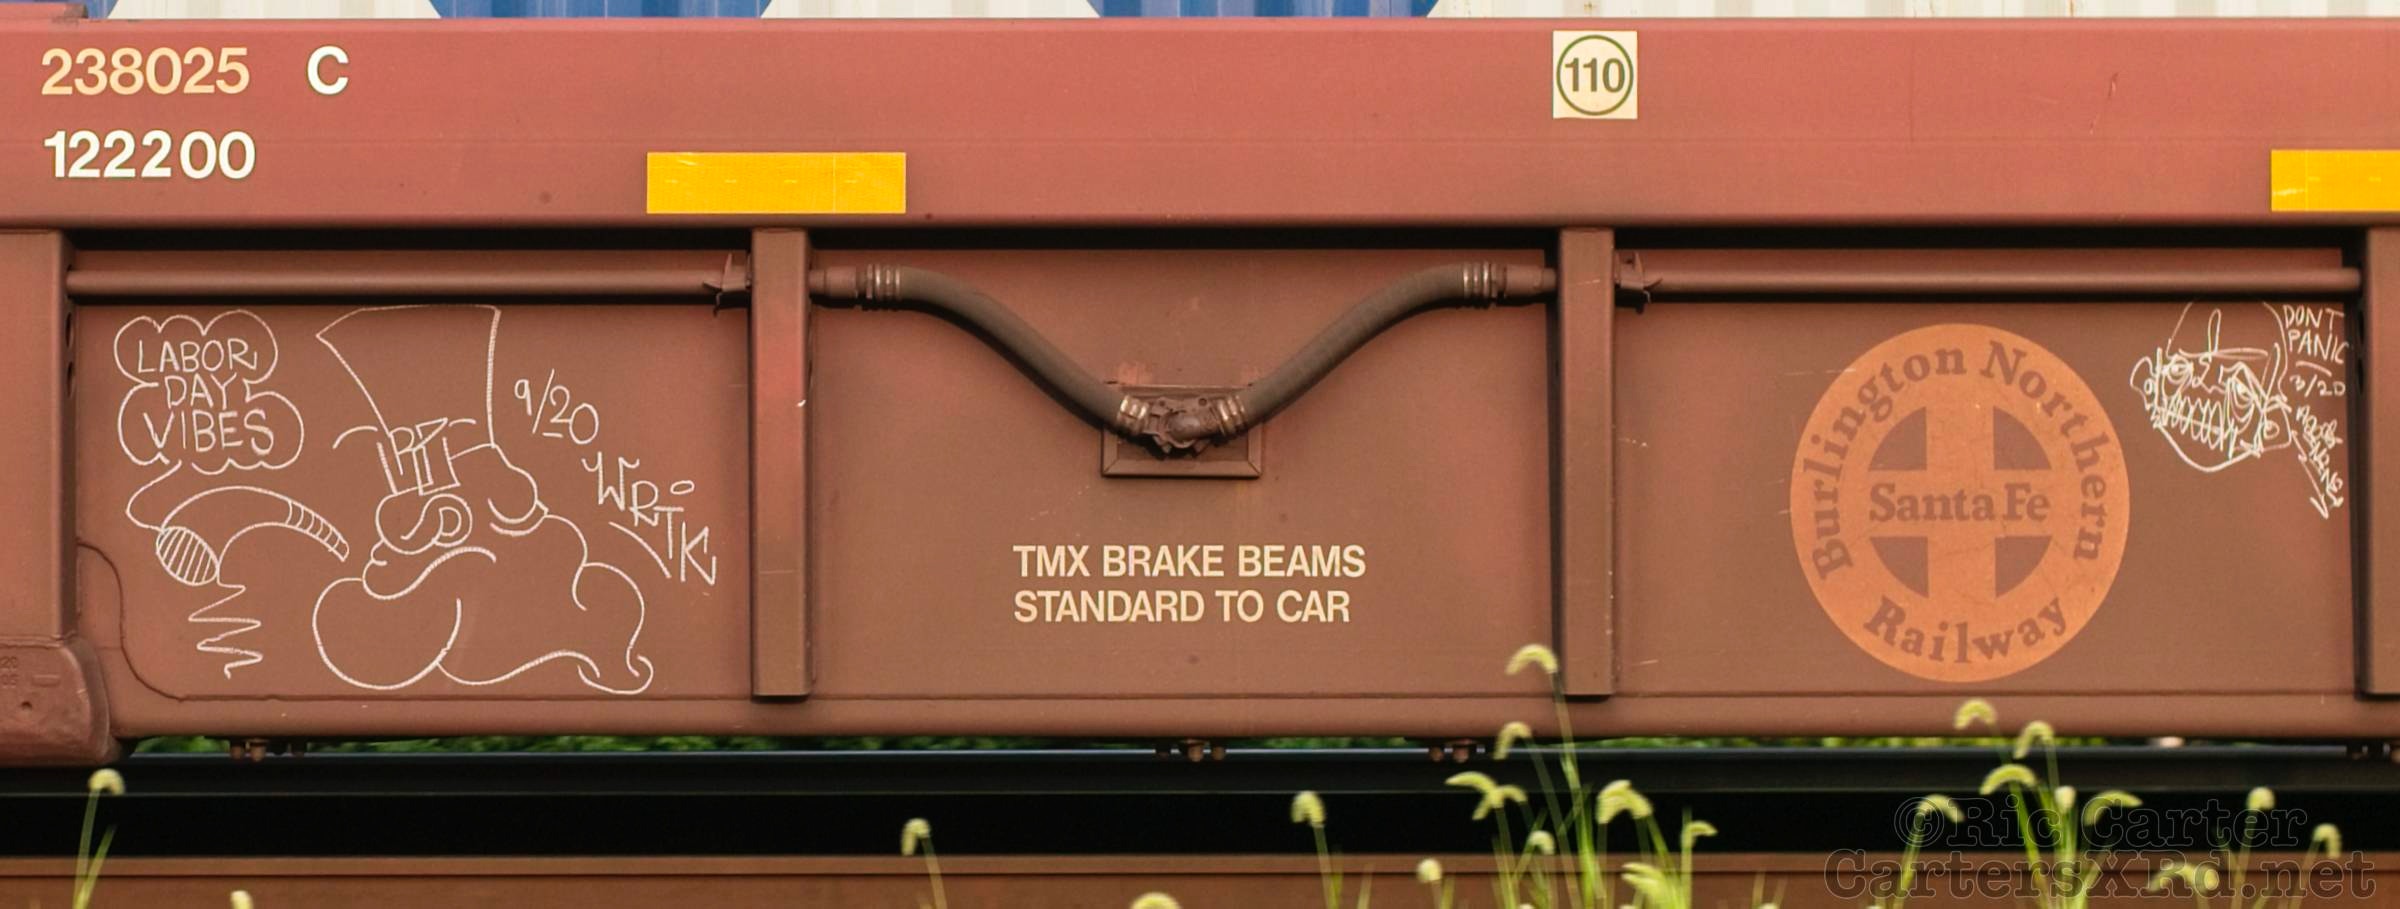 238025 C
122200
110
LABOR
DAY
VIBES
9/20
TMX BRAKE BEAMS
STANDARD TO CAR
Burlington Northern
Santa Fe
Railway
DONT
PANIC
3/20
©Ric Carter
CartersXRd.net